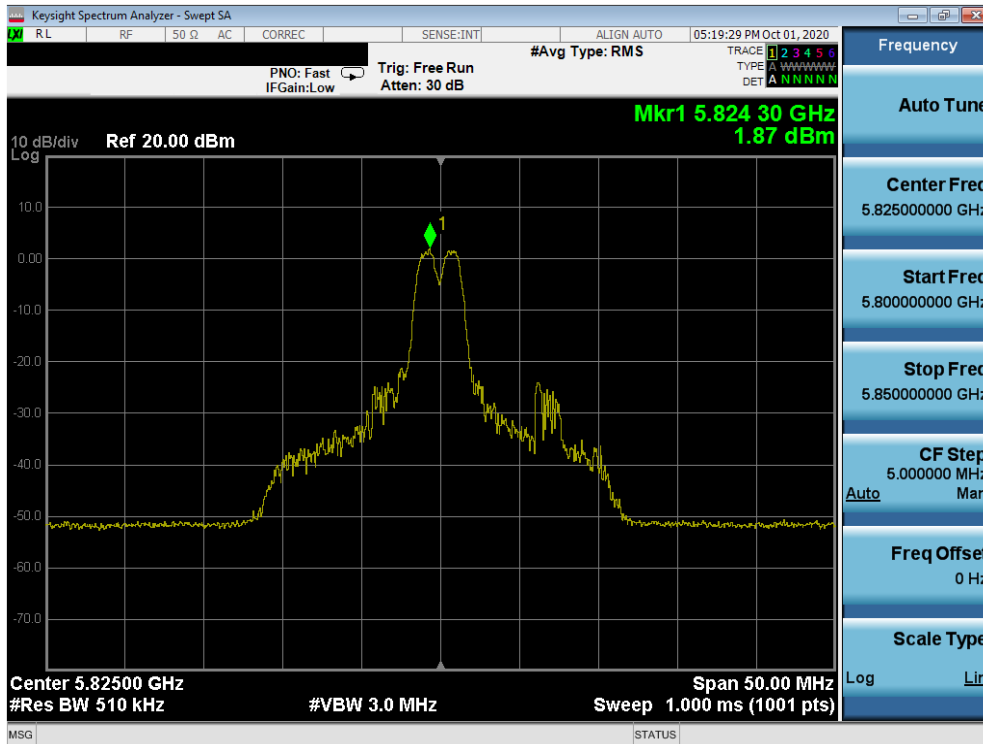 Keysight Spectrum Analyzer - Swept SA
LXI RL RF 50 Ω AC CORREC SENSE:INT ALIGN AUTO 05:19:29 PM Oct 01, 2020
#Avg Type: RMS
TRACE 1 2 3 4 5 6
TYPE A WWWWW
DET A N N N N N
PNO: Fast
IFGain:Low
Trig: Free Run
Atten: 30 dB
Mkr1 5.824 30 GHz
1.87 dBm
10 dB/div Ref 20.00 dBm
Log
10.0
0.00
-10.0
-20.0
-30.0
-40.0
-50.0
-60.0
-70.0
1
Center 5.82500 GHz Span 50.00 MHz
#Res BW 510 kHz #VBW 3.0 MHz Sweep 1.000 ms (1001 pts)
MSG STATUS
Frequency
Auto Tune
Center Freq
5.825000000 GHz
Start Freq
5.800000000 GHz
Stop Freq
5.850000000 GHz
CF Step
5.000000 MHz
Auto Man
Freq Offset
0 Hz
Scale Type
Log Lin